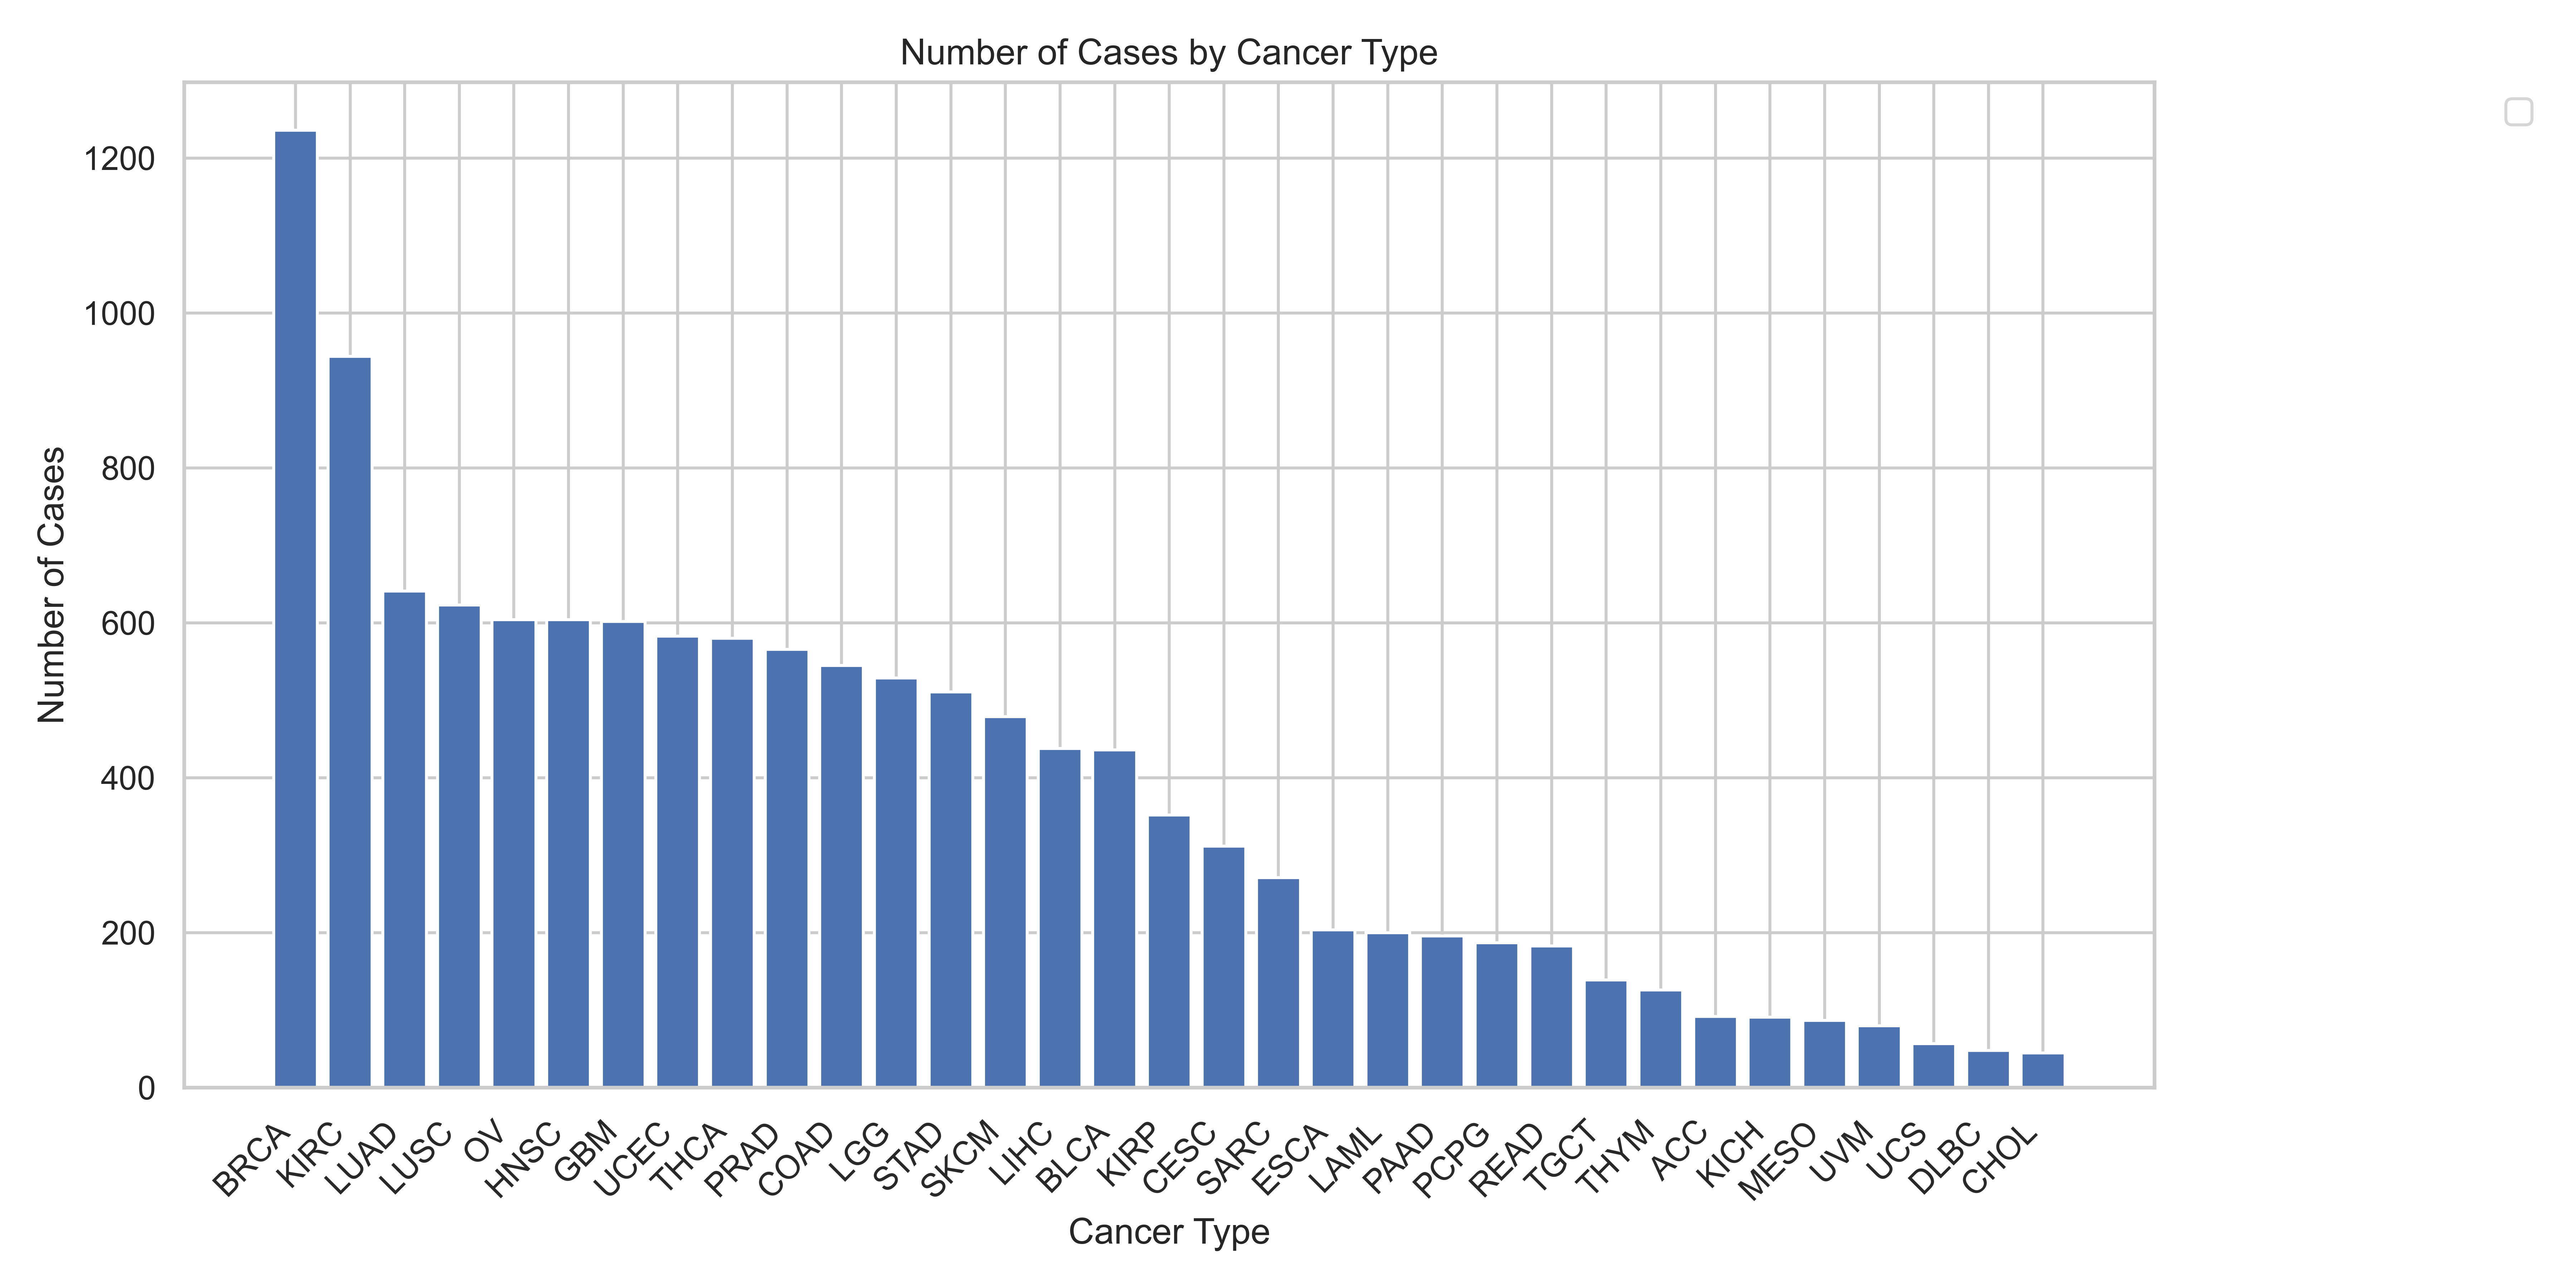 Number of Cases by Cancer Type
Number of Cases
1200
1000
800
600
400
200
0
BRCA
KIRC
LUAD
LUSC
OV
HNSC
GBM
UCEC
THCA
PRAD
COAD
LGG
STAD
SKCM
LIHC
BLCA
KIRP
CESC
SARC
ESCA
LAML
PAAD
PCPG
READ
TGCT
THYM
ACC
KICH
MESO
UVM
UCS
DLBC
CHOL
Cancer Type